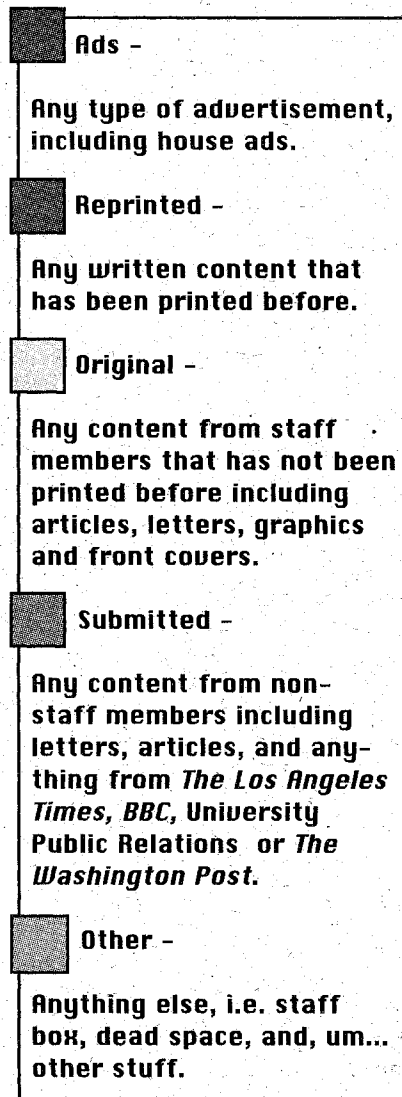 Ads -
Any type of advertisement,
including house ads.
Reprinted -
Any written content that
has been printed before.
Original -
Any content from staff
members that has not been
printed before including
articles, letters, graphics
and front covers.
Submitted -
Any content from non-
staff members including
letters, articles, and any-
thing from The Los Angeles
Times, BBC, University
Public Relations or The
Washington Post.
Other -
Anything else, i.e. staff
box, dead space, and, um...
other stuff.